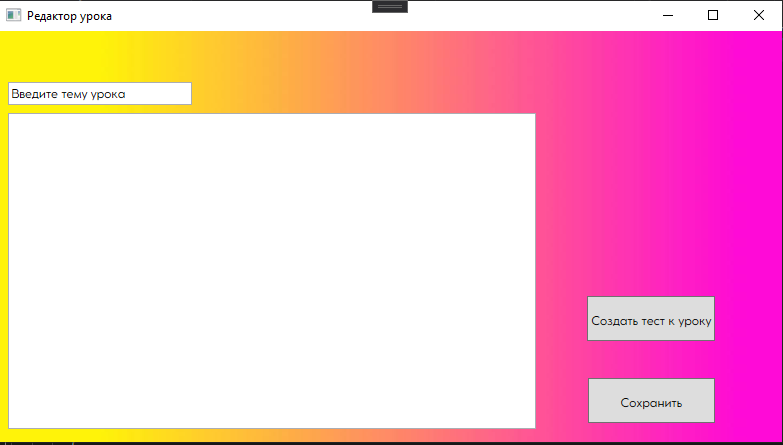 Редактор урока
Введите тему урока
Создать тест к уроку
Сохранить